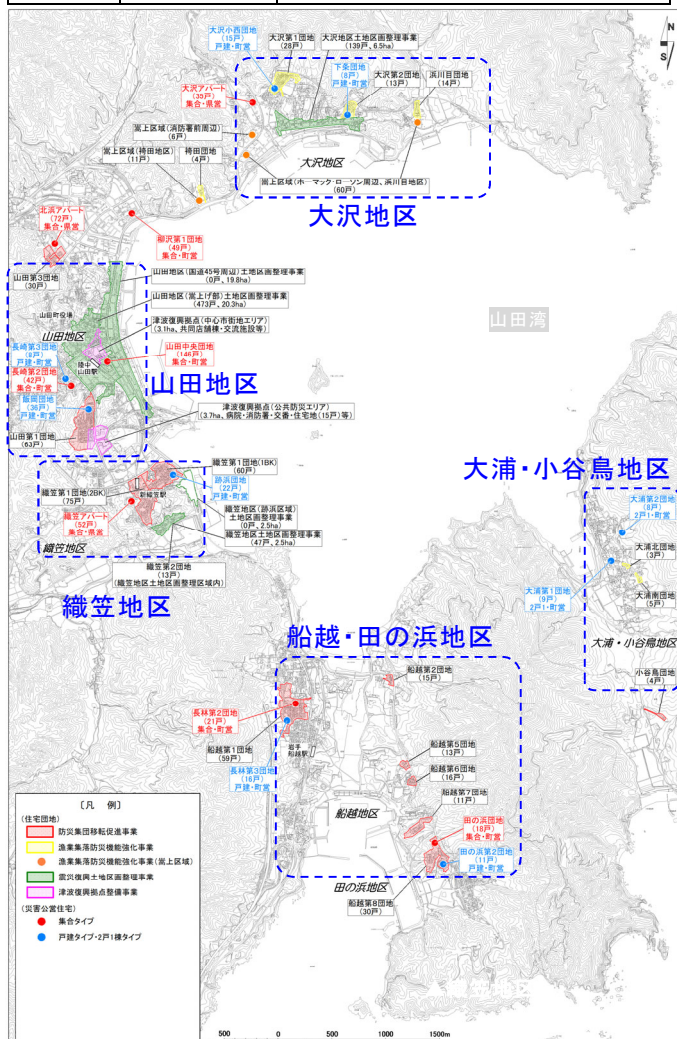 大沢小西団地
(15戸)
戸建・町営
大沢第1団地
(28戸)
大沢地区土地区画整理事業
(139戸、6.5ha)
下条団地
(8戸)
戸建・町営
大沢第2団地
(13戸)
浜川目団地
(14戸)
N
S
大沢アパート
集合・県営
嵩上区域(消防署前周辺)
(6戸)
嵩上区域(袴田地区)
(11戸)
袴田団地
(4戸)
大沢地区
嵩上区域(ホーマック・ローソン周辺、浜川目地区)
(60戸)
大沢地区
北浜アパート
(72戸)
集合・県営
柳沢第1団地
(49戸)
集合・町営
山田第3団地
(30戸)
山田地区(国道45号周辺)土地区画整理事業
(0戸、19.8ha)
山田地区(嵩上げ部)土地区画整理事業
(473戸、20.3ha)
山田町役場
山田地区
津波復興拠点(中心市街地エリア)
(3.1ha、共同店舗棟・交流施設等)
山田湾
長崎第3団地
(8戸)
戸建・町営
陸中
山田駅
山田中央団地
(146戸)
集合・町営
長崎第2団地
(42戸)
集合・町営
山田地区
飯岡団地
(36戸)
戸建・町営
津波復興拠点(公共防災エリア)
(3.7ha、病院・消防署・交番・住宅地(15戸)等)
山田第1団地
(63戸)
織笠第1団地(1BK)
(60戸)
大浦・小谷鳥地区
織笠第1団地(2BK)
(75戸)
新織笠駅
跡浜団地
(22戸)
戸建・町営
織笠アパート
(52戸)
集合・県営
織笠地区(跡浜区域)
土地区画整理事業
(0戸、2.5ha)
織笠地区土地区画整理事業
(47戸、2.5ha)
織笠地区
織笠第2団地
(13戸)
(織笠地区土地区画整理区域内)
大浦第2団地
(8戸)
2戸1・町営
大浦北団地
(3戸)
大浦第1団地
(9戸)
2戸1・町営
大浦南団地
(5戸)
織笠地区
船越・田の浜地区
大浦・小谷鳥地区
小谷鳥団地
(4戸)
船越第2団地
(15戸)
長林第2団地
(21戸)
集合・町営
船越第1団地
(59戸)
岩手
船越駅
長林第3団地
(16戸)
戸建・町営
船越第5団地
(13戸)
船越第6団地
(16戸)
船越第7団地
(11戸)
船越地区
田の浜団地
(18戸)
集合・町営
田の浜第2団地
(11戸)
戸建・町営
田の浜地区
船越第8団地
(30戸)
〔凡 例〕
(住宅団地)
防災集団移転促進事業
漁業集落防災機能強化事業
漁業集落防災機能強化事業(嵩上区域)
震災復興土地区画整理事業
津波復興拠点整備事業
(災害公営住宅)
集合タイプ
戸建タイプ・2戸1棟タイプ
500 0 500 1000 1500m